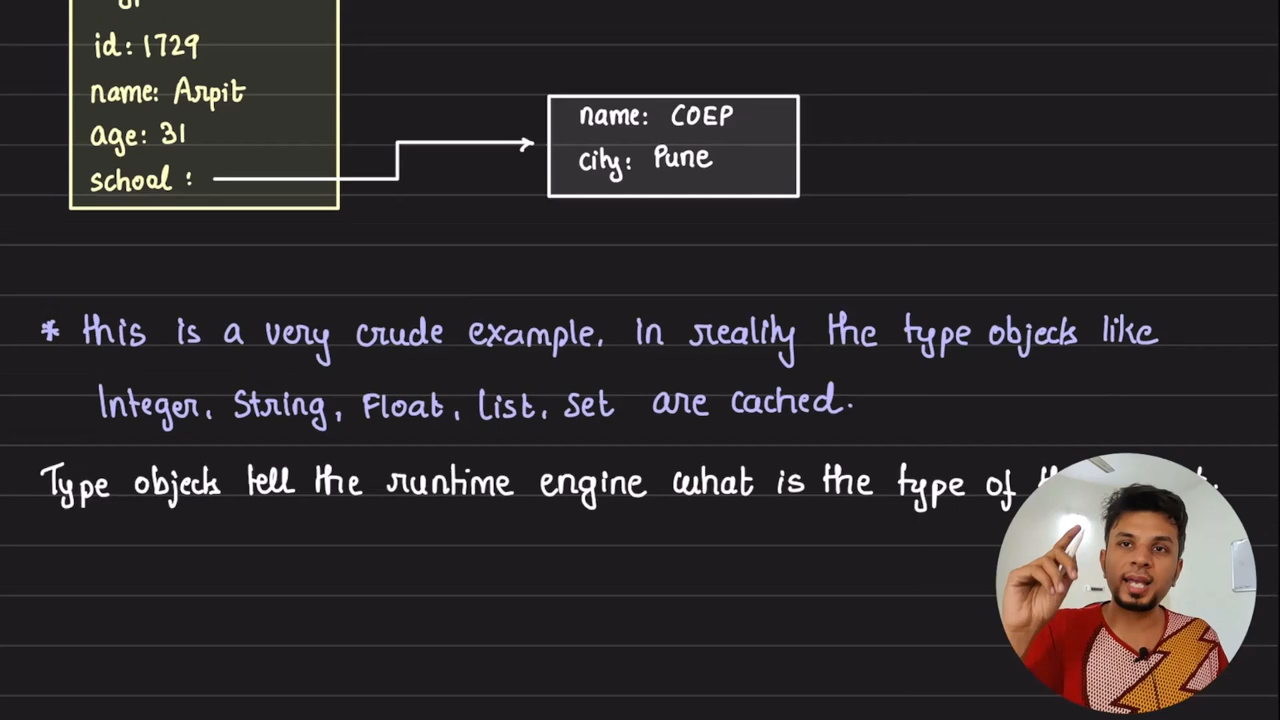 id: 1729
name: Arpit
age: 31
school :
name: COEP
city: Pune
* this is a very crude example. In reality the type objects like
Integer, String, Float, List, Set are cached.
Type objects tell the runtime engine what is the type of